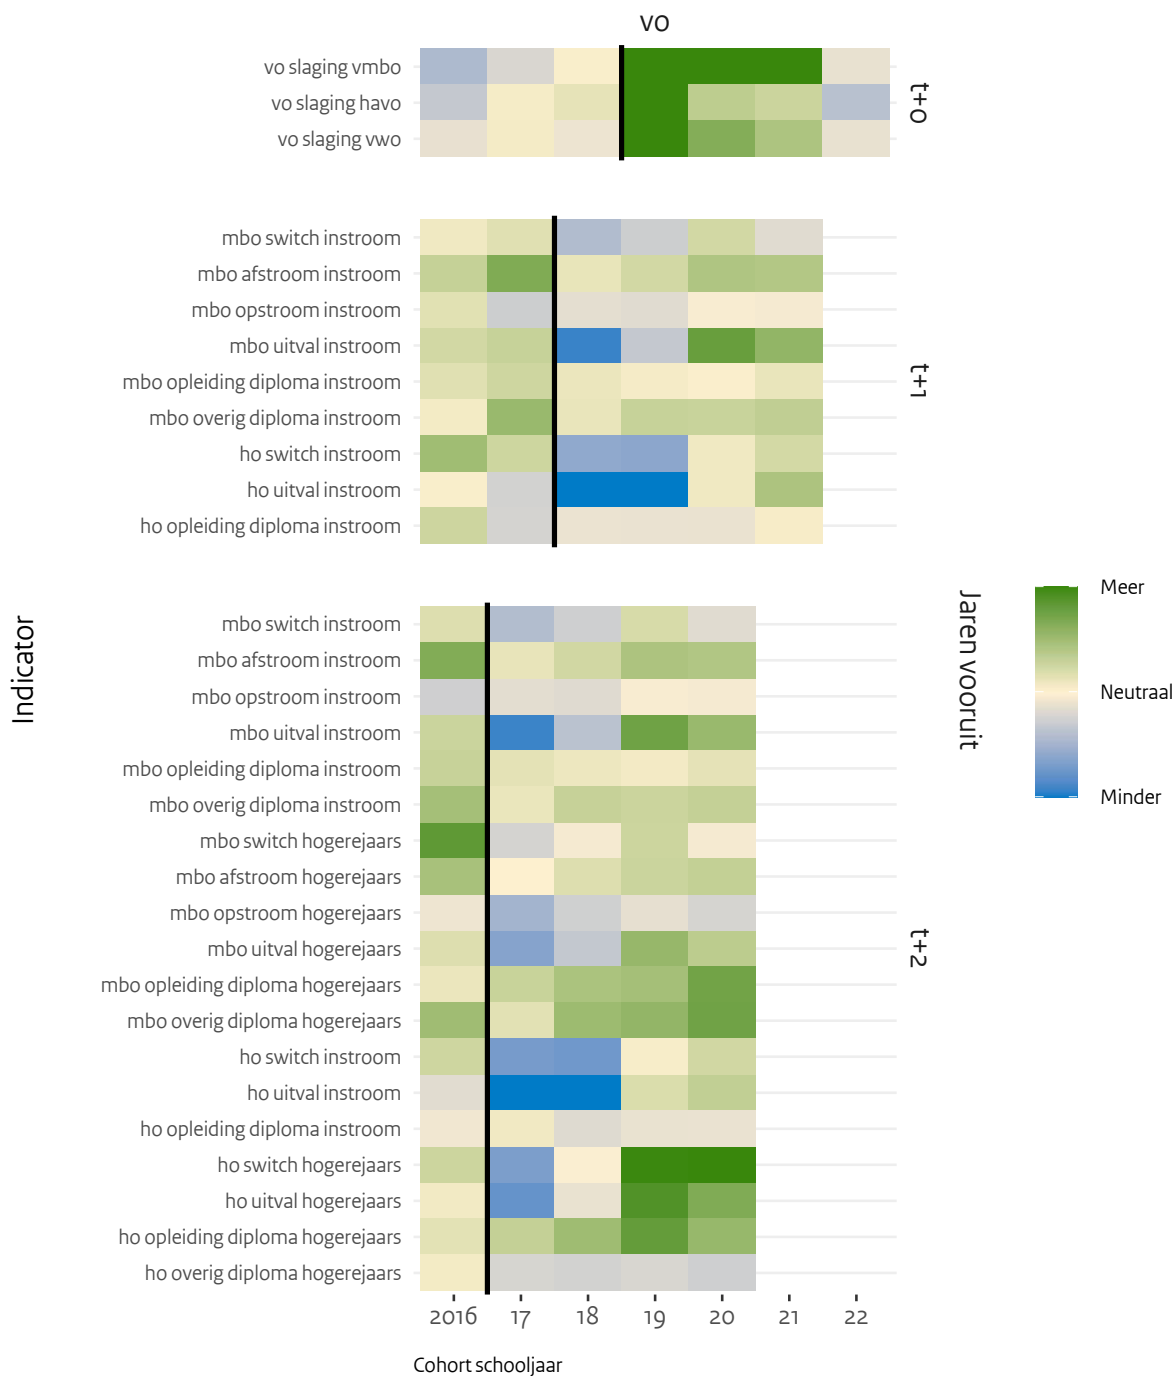 vo
vo slaging vmbo
vo slaging havo
vo slaging vwo
t+0
mbo switch instroom
mbo afstroom instroom
mbo opstroom instroom
mbo uitval instroom
mbo opleiding diploma instroom
mbo overig diploma instroom
ho switch instroom
ho uitval instroom
ho opleiding diploma instroom
t+1
mbo switch instroom
mbo afstroom instroom
mbo opstroom instroom
mbo uitval instroom
mbo opleiding diploma instroom
mbo overig diploma instroom
mbo switch hogerejaars
mbo afstroom hogerejaars
mbo opstroom hogerejaars
mbo uitval hogerejaars
mbo opleiding diploma hogerejaars
mbo overig diploma hogerejaars
ho switch instroom
ho uitval instroom
ho opleiding diploma instroom
ho switch hogerejaars
ho uitval hogerejaars
ho opleiding diploma hogerejaars
ho overig diploma hogerejaars
t+2
2016 17 18 19 20 21 22
Cohort schooljaar
Indicator
Jaren vooruit
Meer
Neutraal
Minder